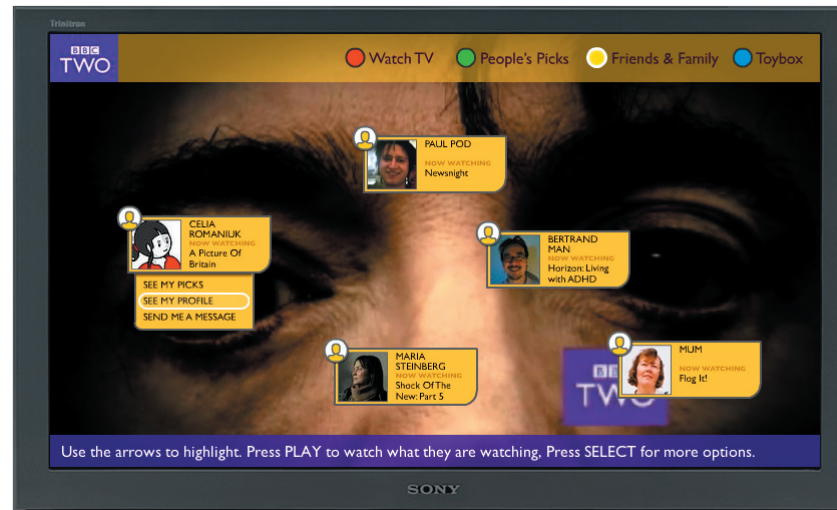 Trinitron
BBC
TWO
Watch TV
People's Picks
Friends & Family
Toybox
PAUL POD
NOW WATCHING
Newsnight
CELIA
ROMANIUK
NOW WATCHING
A Picture Of
Britain
SEE MY PICKS
SEE MY PROFILE
SEND ME A MESSAGE
BERTRAND
MAN
NOW WATCHING
Horizon: Living
with ADHD
MARIA
STEINBERG
NOW WATCHING
Shock Of The
New: Part 5
MUM
NOW WATCHING
Flog It!
TWO
Use the arrows to highlight. Press PLAY to watch what they are watching, Press SELECT for more options.
SONY